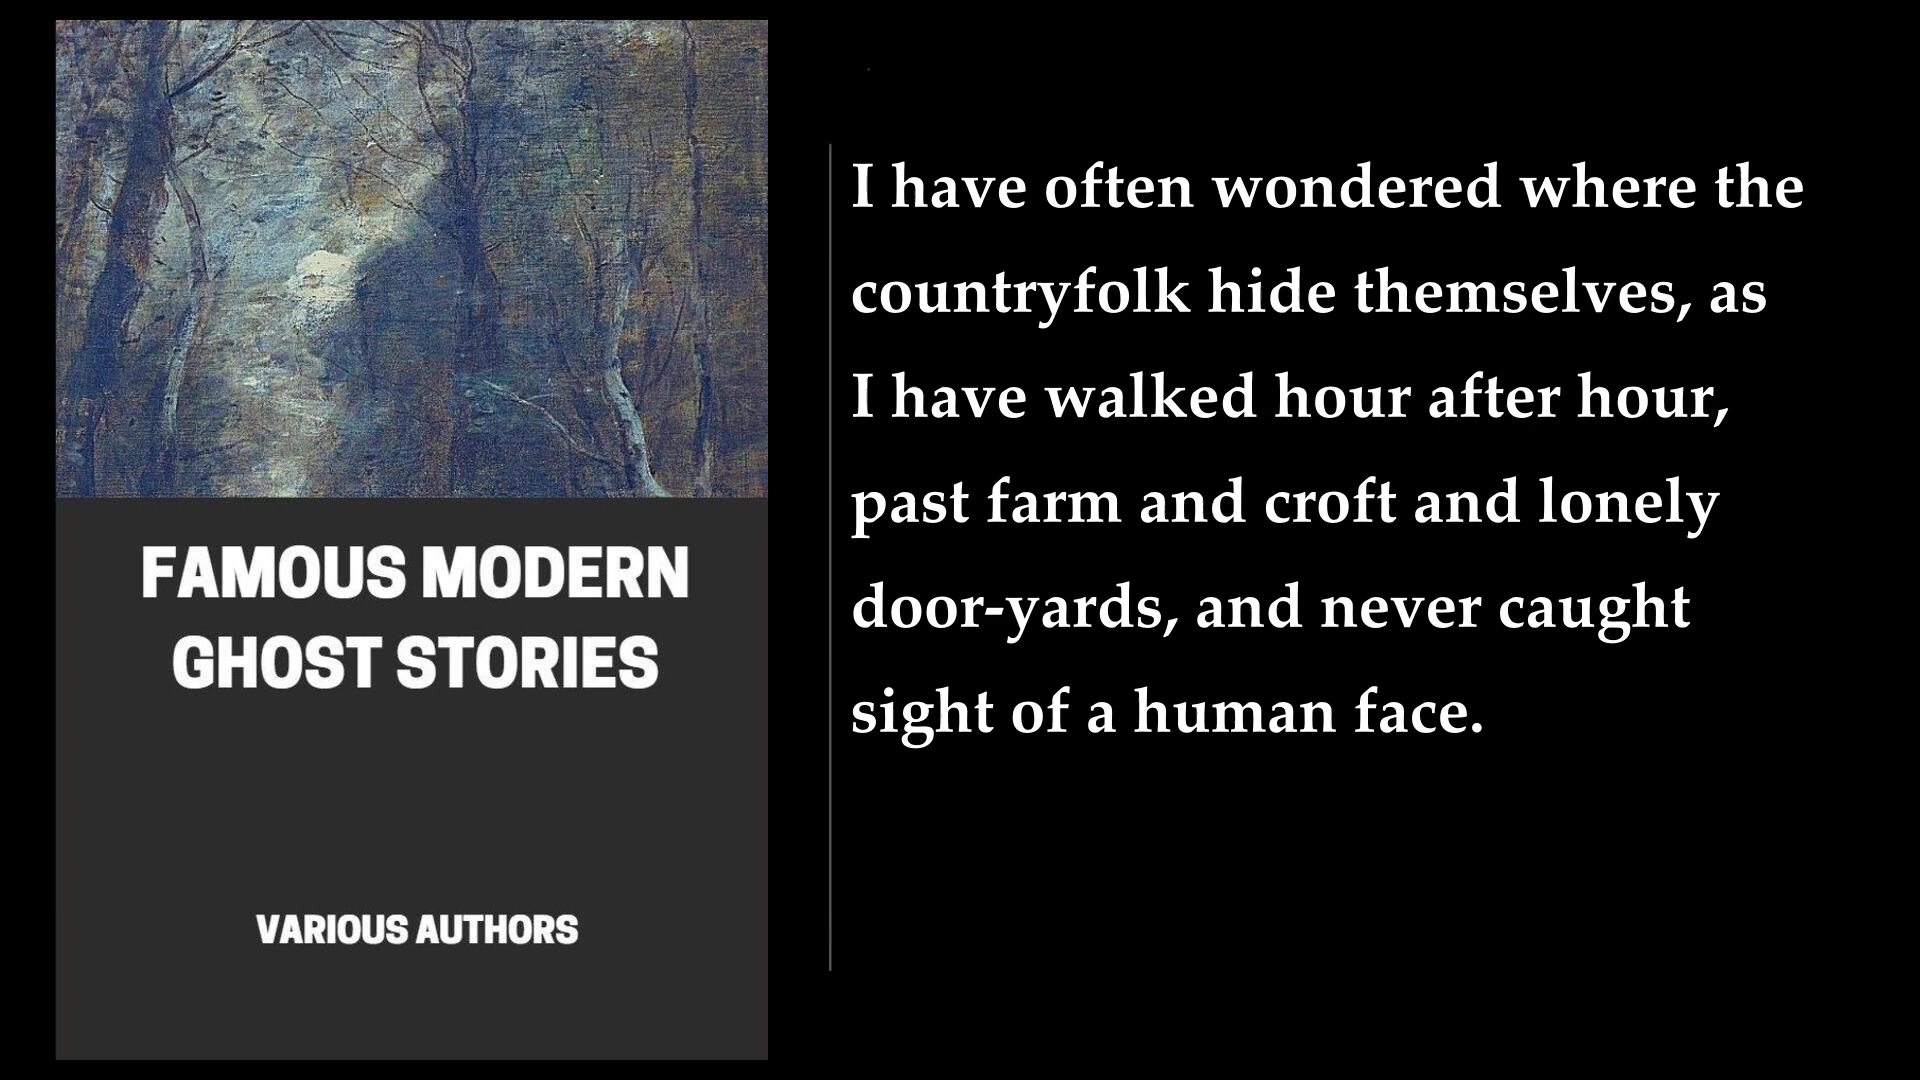 FAMOUS MODERN
GHOST STORIES
VARIOUS AUTHORS
I have often wondered where the
countryfolk hide themselves, as
I have walked hour after hour,
past farm and croft and lonely
door-yards, and never caught
sight of a human face.